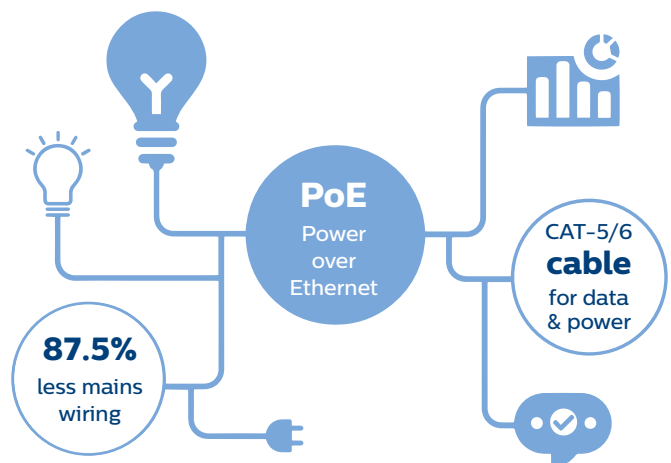 PoE
Power
over
Ethernet
CAT-5/6
cable
for data
& power
87.5%
less mains
wiring